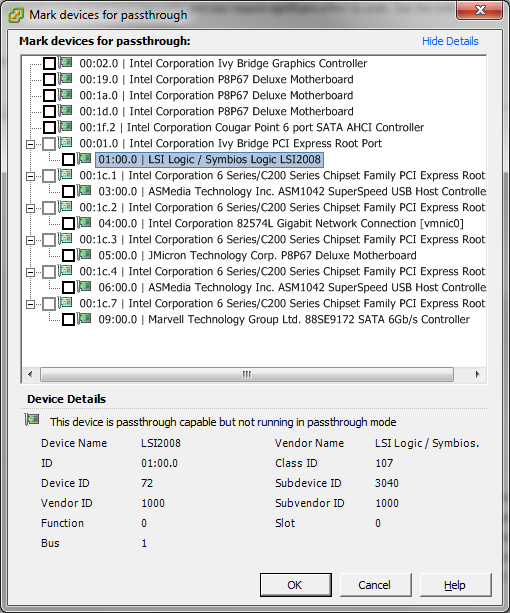 Mark devices for passthrough
Mark devices for passthrough:
Hide Details
00:02.0 | Intel Corporation Ivy Bridge Graphics Controller
00:19.0 | Intel Corporation P8P67 Deluxe Motherboard
00:1a.0 | Intel Corporation P8P67 Deluxe Motherboard
00:1d.0 | Intel Corporation P8P67 Deluxe Motherboard
00:1f.2 | Intel Corporation Cougar Point 6 port SATA AHCI Controller
00:01.0 | Intel Corporation Ivy Bridge PCI Express Root Port
01:00.0 | LSI Logic / Symbios Logic LSI2008
00:1c.1 | Intel Corporation 6 Series/C200 Series Chipset Family PCI Express Root
03:00.0 | ASMedia Technology Inc. ASM1042 SuperSpeed USB Host Controlle
00:1c.2 | Intel Corporation 6 Series/C200 Series Chipset Family PCI Express Root
04:00.0 | Intel Corporation 82574L Gigabit Network Connection [vmnic0]
00:1c.3 | Intel Corporation 6 Series/C200 Series Chipset Family PCI Express Root
05:00.0 | JMicron Technology Corp. P8P67 Deluxe Motherboard
00:1c.4 | Intel Corporation 6 Series/C200 Series Chipset Family PCI Express Root
06:00.0 | ASMedia Technology Inc. ASM1042 SuperSpeed USB Host Controlle
00:1c.7 | Intel Corporation 6 Series/C200 Series Chipset Family PCI Express Root
09:00.0 | Marvell Technology Group Ltd. 88SE9172 SATA 6Gb/s Controller
Device Details
This device is passthrough capable but not running in passthrough mode
Device Name LSI2008 Vendor Name LSI Logic / Symbios.
ID 01:00.0 Class ID 107
Device ID 72 Subdevice ID 3040
Vendor ID 1000 Subvendor ID 1000
Function 0 Slot 0
Bus 1
OK Cancel Help